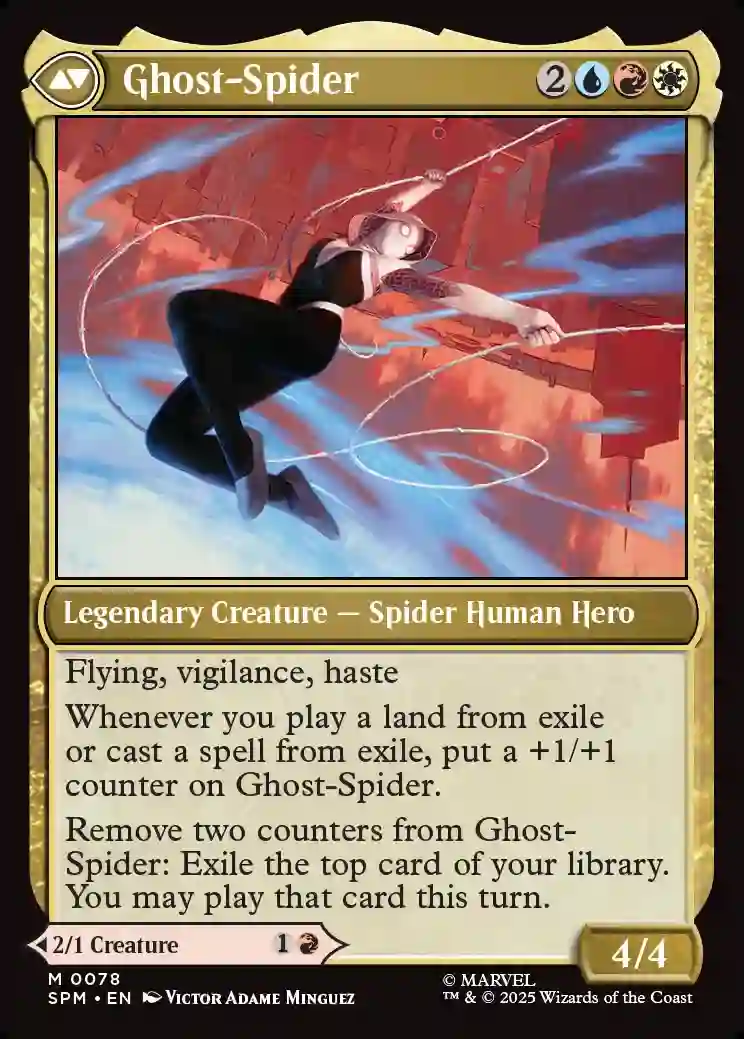 Ghost-Spider 2
Legendary Creature — Spider Human Hero
Flying, vigilance, haste
Whenever you play a land from exile
or cast a spell from exile, put a +1/+1
counter on Ghost-Spider.
Remove two counters from Ghost-
Spider: Exile the top card of your library.
You may play that card this turn.
2/1 Creature 1
4/4
M 0078
SPM • EN Victor Adame Minguez
© MARVEL
™ & © 2025 Wizards of the Coast